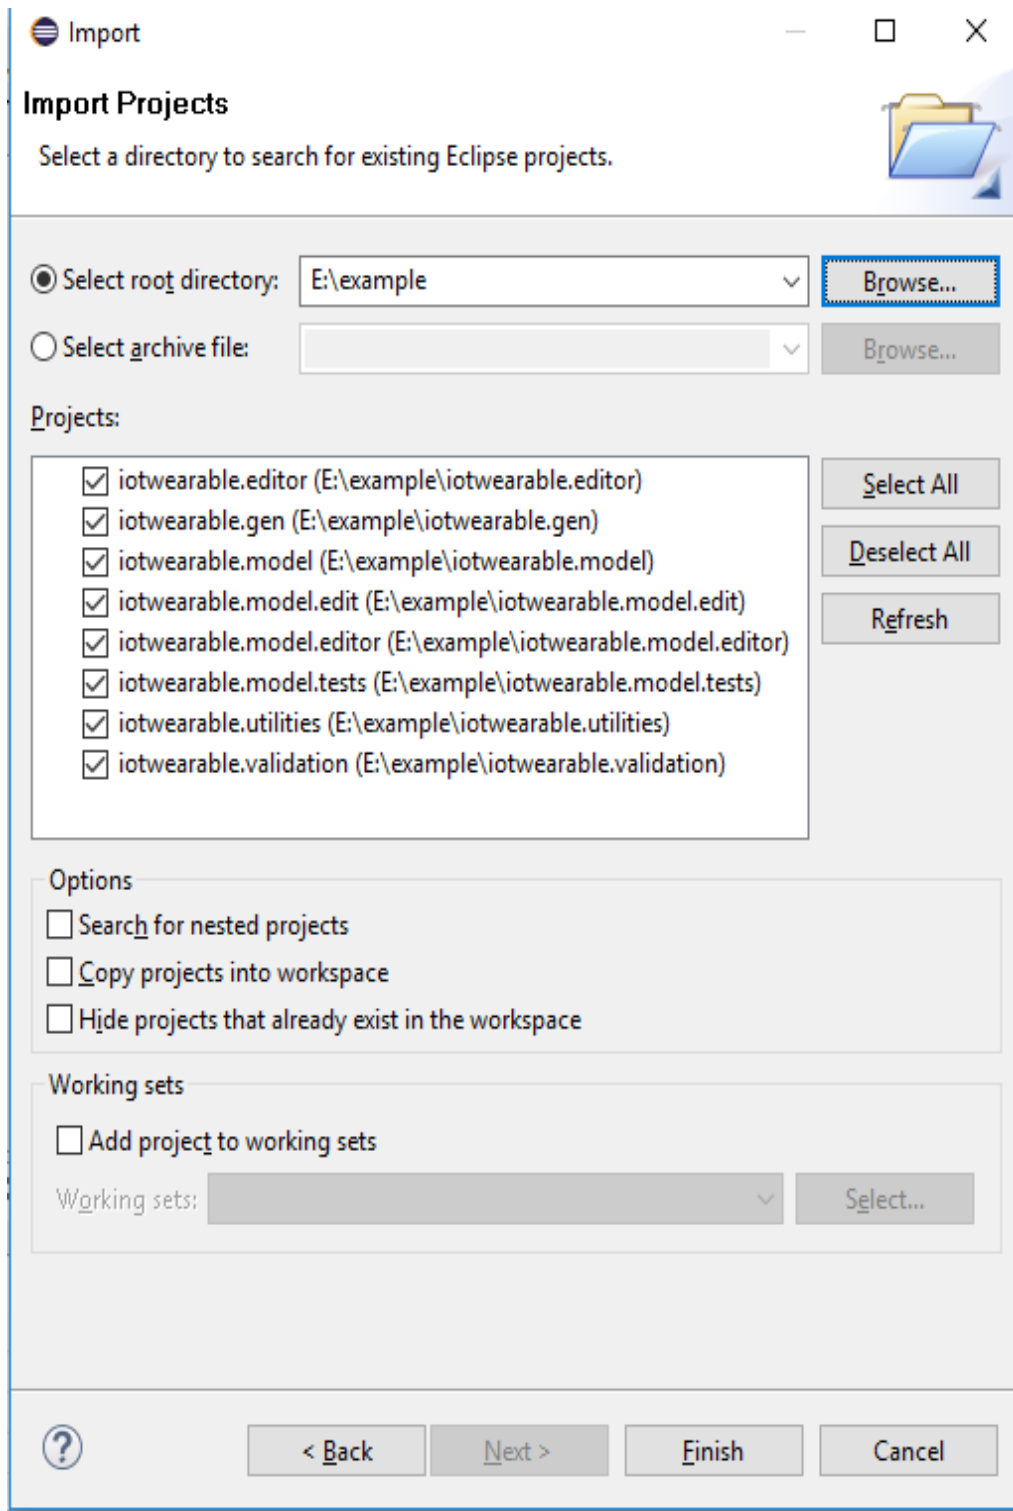 Import
Import Projects
Select a directory to search for existing Eclipse projects.
Select root directory: E:\example Browse...
Select archive file: Browse...
Projects:
iotwearable.editor (E:\example\iotwearable.editor)
iotwearable.gen (E:\example\iotwearable.gen)
iotwearable.model (E:\example\iotwearable.model)
iotwearable.model.edit (E:\example\iotwearable.model.edit)
iotwearable.model.editor (E:\example\iotwearable.model.editor)
iotwearable.model.tests (E:\example\iotwearable.model.tests)
iotwearable.utilities (E:\example\iotwearable.utilities)
iotwearable.validation (E:\example\iotwearable.validation)
Select All
Deselect All
Refresh
Options
Search for nested projects
Copy projects into workspace
Hide projects that already exist in the workspace
Working sets
Add project to working sets
Working sets: Select...
? < Back Next > Finish Cancel